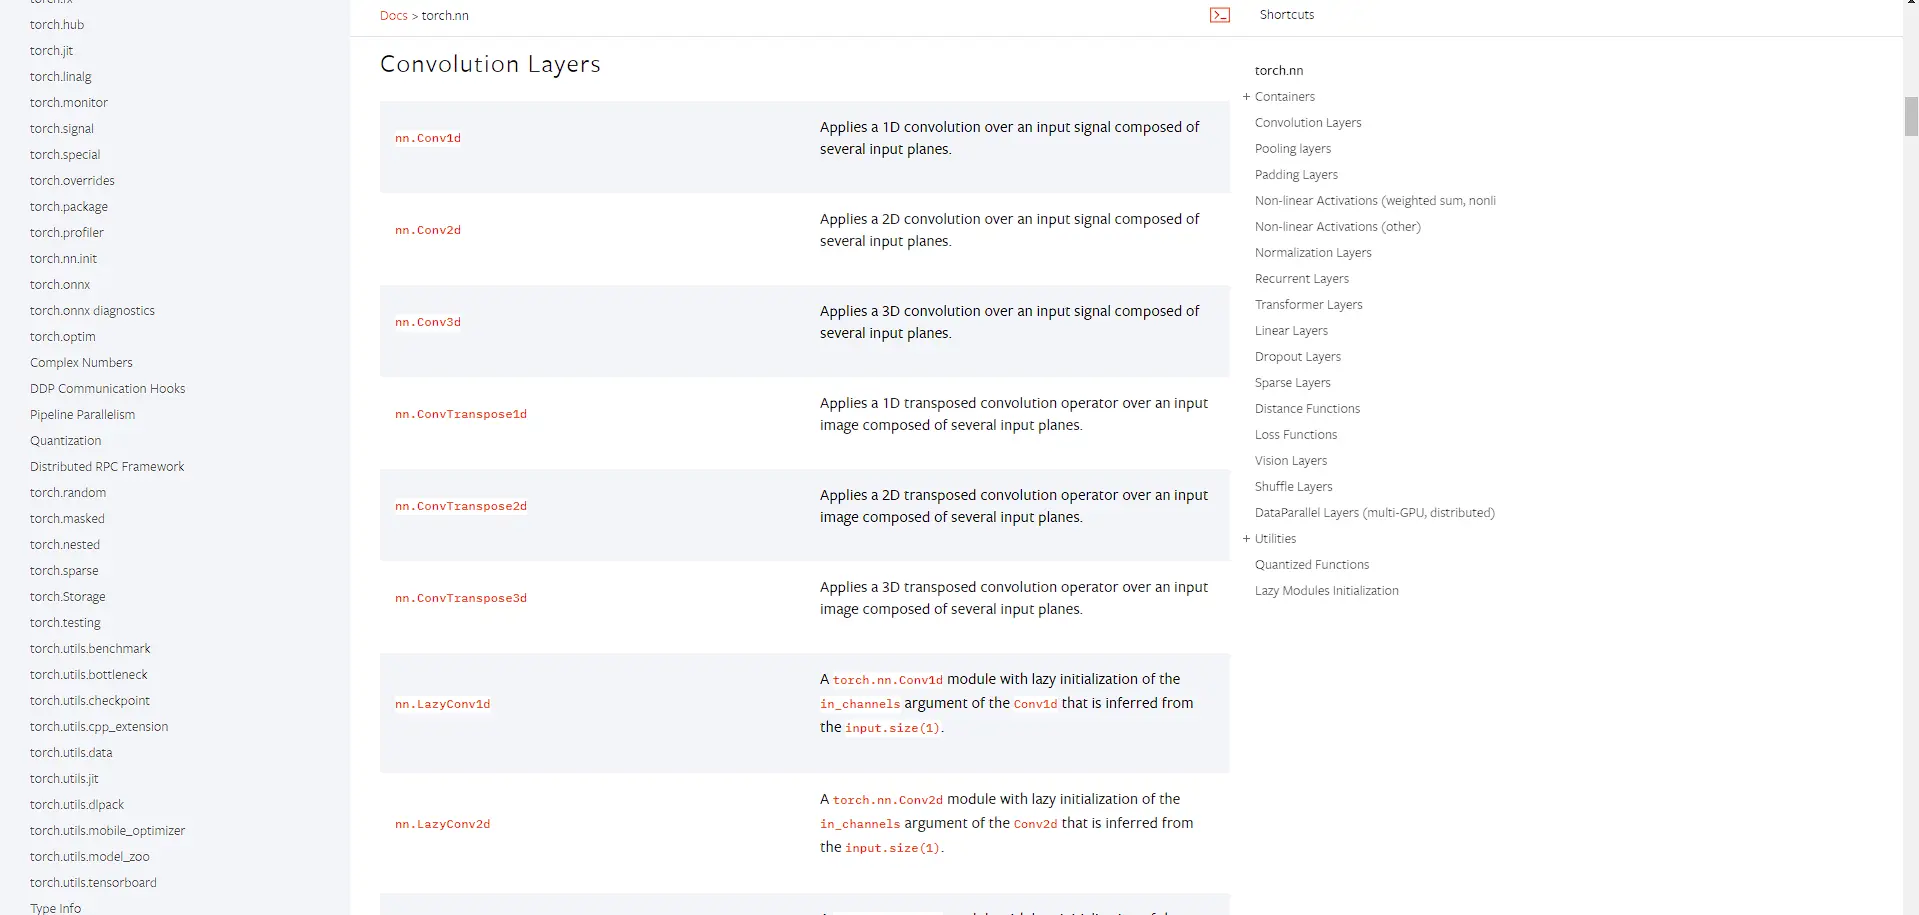 torch.hub
torch.jit
torch.linalg
torch.monitor
torch.signal
torch.special
torch.overrides
torch.package
torch.profiler
torch.nn.init
torch.onnx
torch.onnx diagnostics
torch.optim
Complex Numbers
DDP Communication Hooks
Pipeline Parallelism
Quantization
Distributed RPC Framework
torch.random
torch.masked
torch.nested
torch.sparse
torch.Storage
torch.testing
torch.utils.benchmark
torch.utils.bottleneck
torch.utils.checkpoint
torch.utils.cpp_extension
torch.utils.data
torch.utils.jit
torch.utils.dlpack
torch.utils.mobile_optimizer
torch.utils.model_zoo
torch.utils.tensorboard
Type Info
Docs > torch.nn
Convolution Layers
nn.Conv1d
Applies a 1D convolution over an input signal composed of
several input planes.
nn.Conv2d
Applies a 2D convolution over an input signal composed of
several input planes.
nn.Conv3d
Applies a 3D convolution over an input signal composed of
several input planes.
nn.ConvTranspose1d
Applies a 1D transposed convolution operator over an input
image composed of several input planes.
nn.ConvTranspose2d
Applies a 2D transposed convolution operator over an input
image composed of several input planes.
nn.ConvTranspose3d
Applies a 3D transposed convolution operator over an input
image composed of several input planes.
nn.LazyConv1d
A torch.nn.Conv1d module with lazy initialization of the
in_channels argument of the Conv1d that is inferred from
the input.size(1).
nn.LazyConv2d
A torch.nn.Conv2d module with lazy initialization of the
in_channels argument of the Conv2d that is inferred from
the input.size(1).
Shortcuts
torch.nn
+ Containers
Convolution Layers
Pooling layers
Padding Layers
Non-linear Activations (weighted sum, nonli
Non-linear Activations (other)
Normalization Layers
Recurrent Layers
Transformer Layers
Linear Layers
Dropout Layers
Sparse Layers
Distance Functions
Loss Functions
Vision Layers
Shuffle Layers
DataParallel Layers (multi-GPU, distributed)
+ Utilities
Quantized Functions
Lazy Modules Initialization